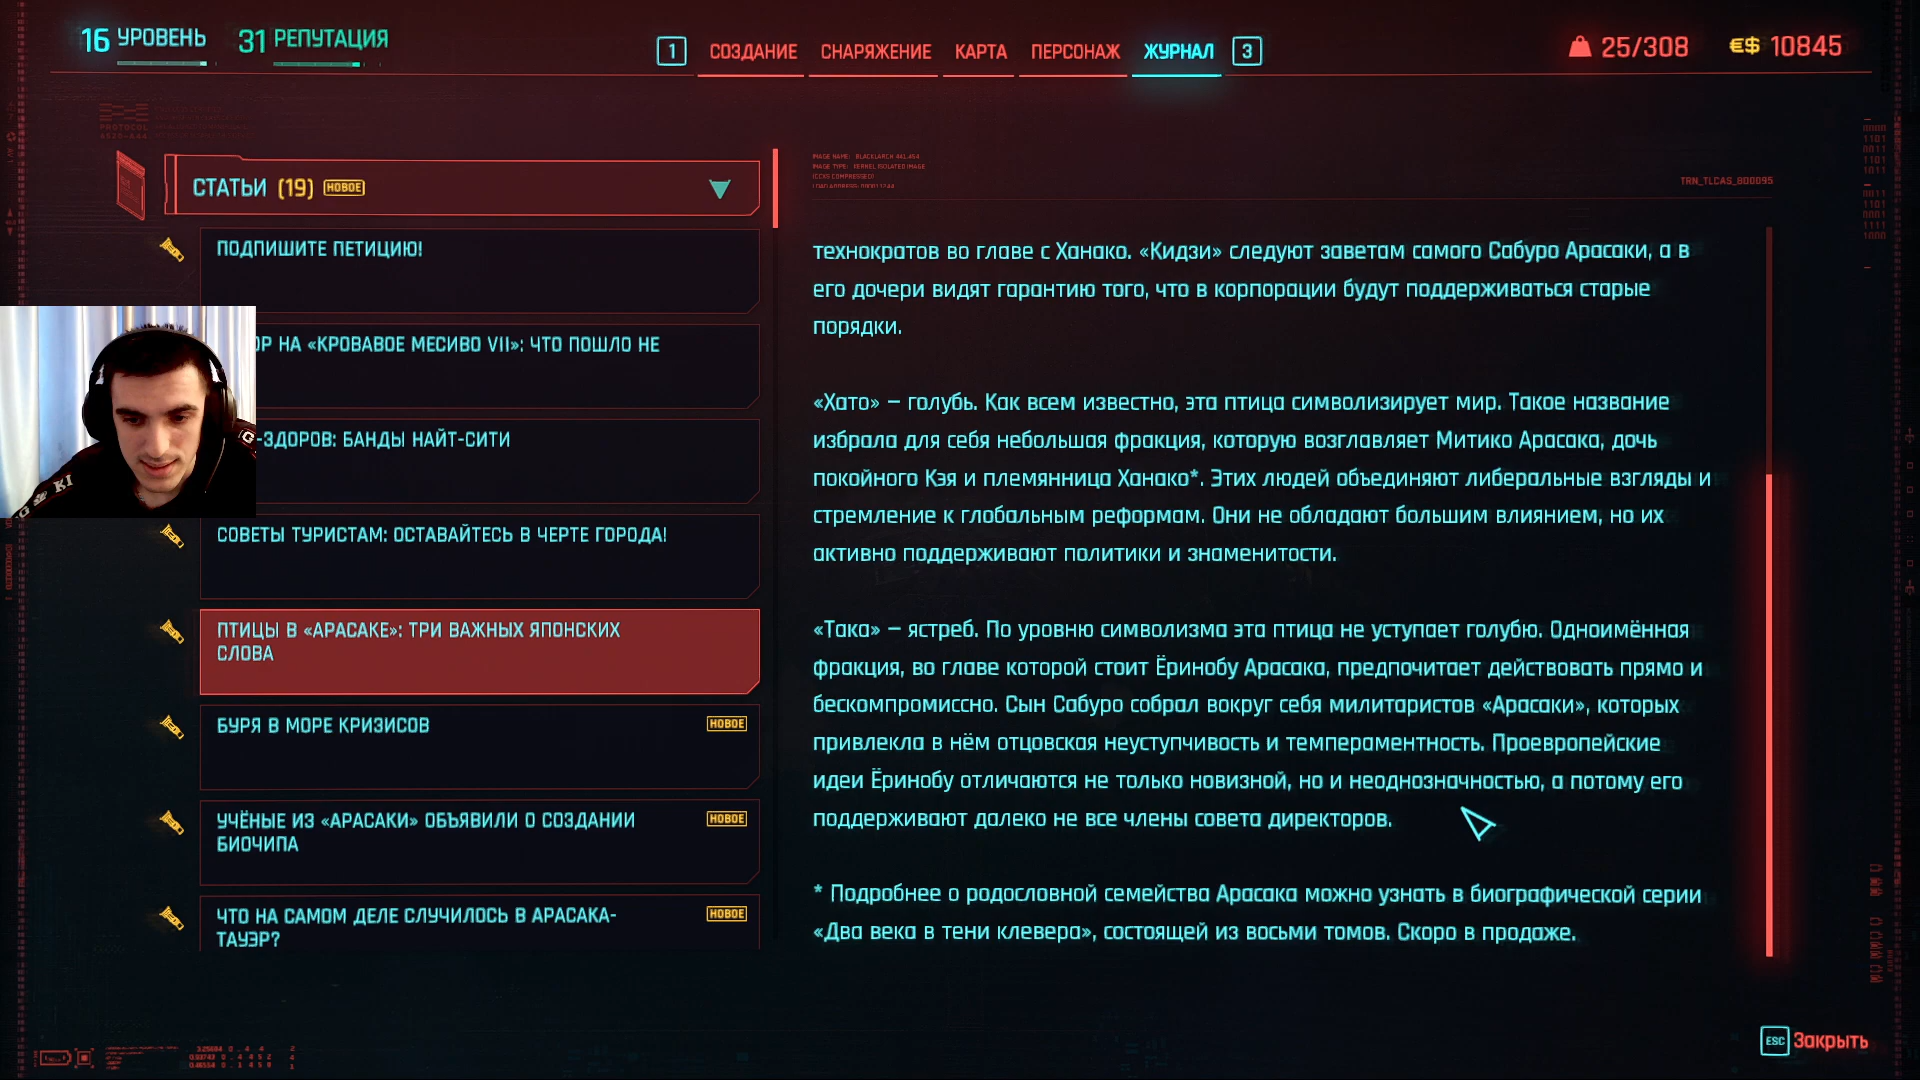 16 УРОВЕНЬ
31 РЕПУТАЦИЯ
1
СОЗДАНИЕ
СНАРЯЖЕНИЕ
КАРТА
ПЕРСОНАЖ
ЖУРНАЛ
3
25/308
€$ 10845
СТАТЬИ (19) НОВОЕ
ПОДПИШИТЕ ПЕТИЦИЮ!
НА «КРОВАВОЕ МЕСИВО VII»: ЧТО ПОШЛО НЕ
-ЗДОРОВ: БАНДЫ НАЙТ-СИТИ
СОВЕТЫ ТУРИСТАМ: ОСТАВАЙТЕСЬ В ЧЕРТЕ ГОРОДА!
ПТИЦЫ В «АРАСАКЕ»: ТРИ ВАЖНЫХ ЯПОНСКИХ
СЛОВА
БУРЯ В МОРЕ КРИЗИСОВ
НОВОЕ
УЧЁНЫЕ ИЗ «АРАСАКИ» ОБЪЯВИЛИ О СОЗДАНИИ
БИОЧИПА
НОВОЕ
ЧТО НА САМОМ ДЕЛЕ СЛУЧИЛОСЬ В АРАСАКА-
ТАУЭР?
НОВОЕ
TRN_TLCAS_800095
технократов во главе с Ханако. «Кидзи» следуют заветам самого Сабуро Арасаки, а в
его дочери видят гарантию того, что в корпорации будут поддерживаться старые
порядки.
«Хато» – голубь. Как всем известно, эта птица символизирует мир. Такое название
избрала для себя небольшая фракция, которую возглавляет Митико Арасака, дочь
покойного Кэя и племянница Ханако*. Этих людей объединяют либеральные взгляды и
стремление к глобальным реформам. Они не обладают большим влиянием, но их
активно поддерживают политики и знаменитости.
«Така» – ястреб. По уровню символизма эта птица не уступает голубю. Одноимённая
фракция, во главе которой стоит Ёринобу Арасака, предпочитает действовать прямо и
бескомпромиссно. Сын Сабуро собрал вокруг себя милитаристов «Арасаки», которых
привлекла в нём отцовская неуступчивость и темпераментность. Проевропейские
идеи Ёринобу отличаются не только новизной, но и неоднозначностью, а потому его
поддерживают далеко не все члены совета директоров.
* Подробнее о родословной семейства Арасака можно узнать в биографической серии
«Два века в тени клевера», состоящей из восьми томов. Скоро в продаже.
ESC Закрыть